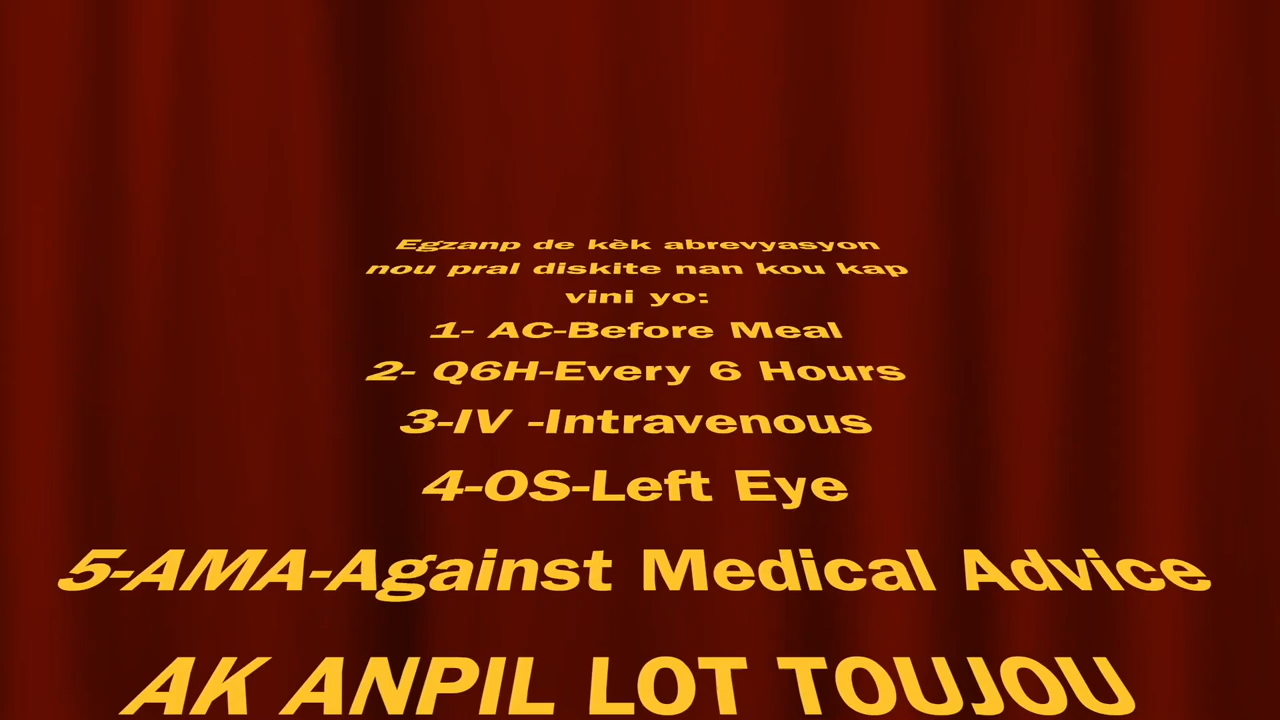 Egzanp de kèk abrevyasyon
nou pral diskite nan kou kap
vini yo:
1- AC-Before Meal
2- Q6H-Every 6 Hours
3-IV -Intravenous
4-OS-Left Eye
5-AMA-Against Medical Advice
AK ANPIL LOT TOUJOU